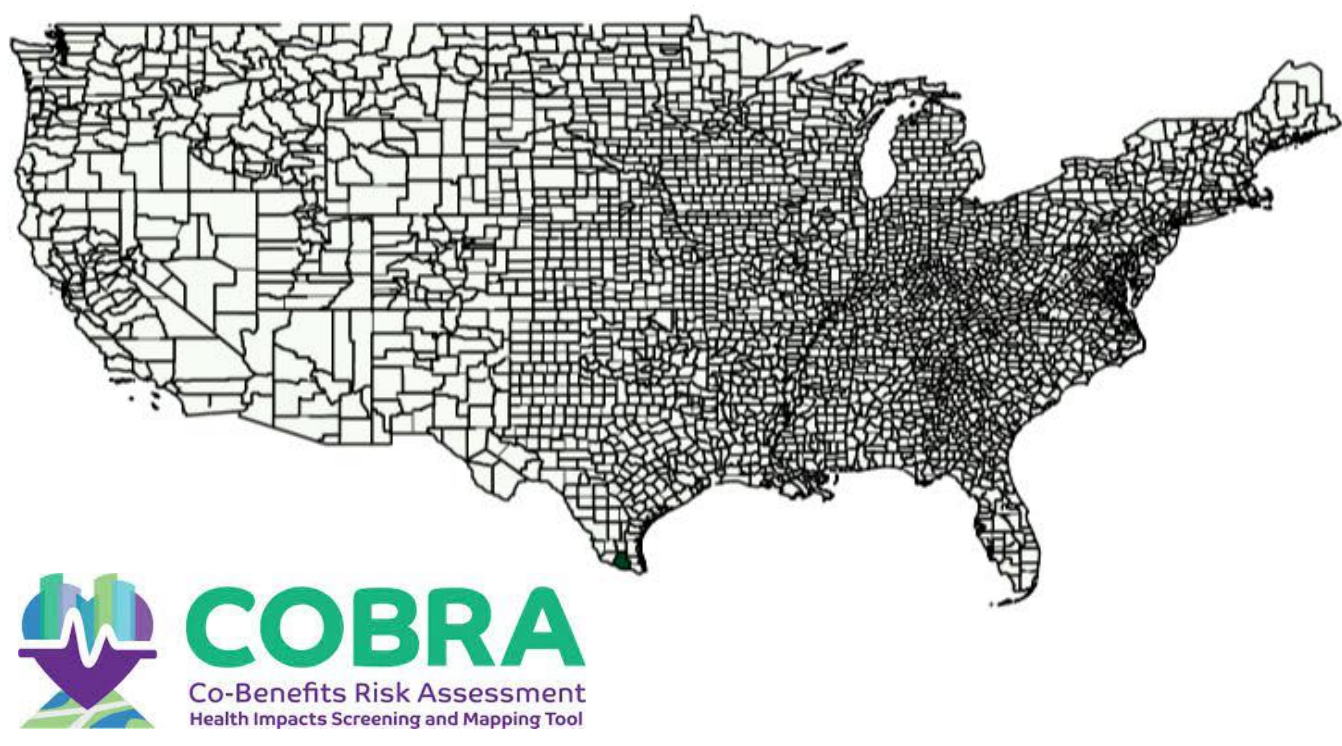 COBRA
Co-Benefits Risk Assessment
Health Impacts Screening and Mapping Tool